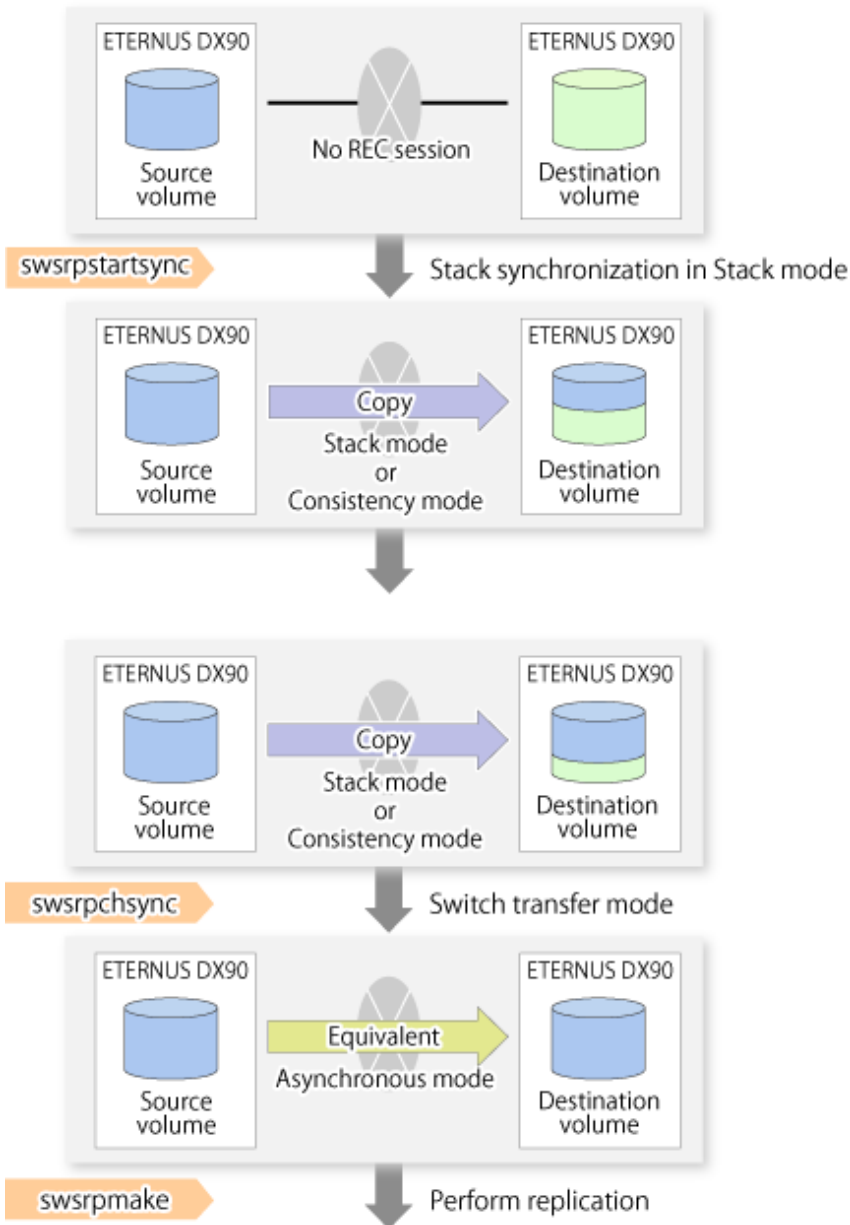 ETERNUS DX90
ETERNUS DX90
No REC session
Source
volume
Destination
volume
swsrpstartsync
Stack synchronization in Stack mode
ETERNUS DX90
ETERNUS DX90
Copy
Stack mode
or
Consistency mode
Source
volume
Destination
volume
ETERNUS DX90
ETERNUS DX90
Copy
Stack mode
or
Consistency mode
Source
volume
Destination
volume
swsrpchsync
Switch transfer mode
ETERNUS DX90
ETERNUS DX90
Equivalent
Asynchronous mode
Source
volume
Destination
volume
swsrpmake
Perform replication